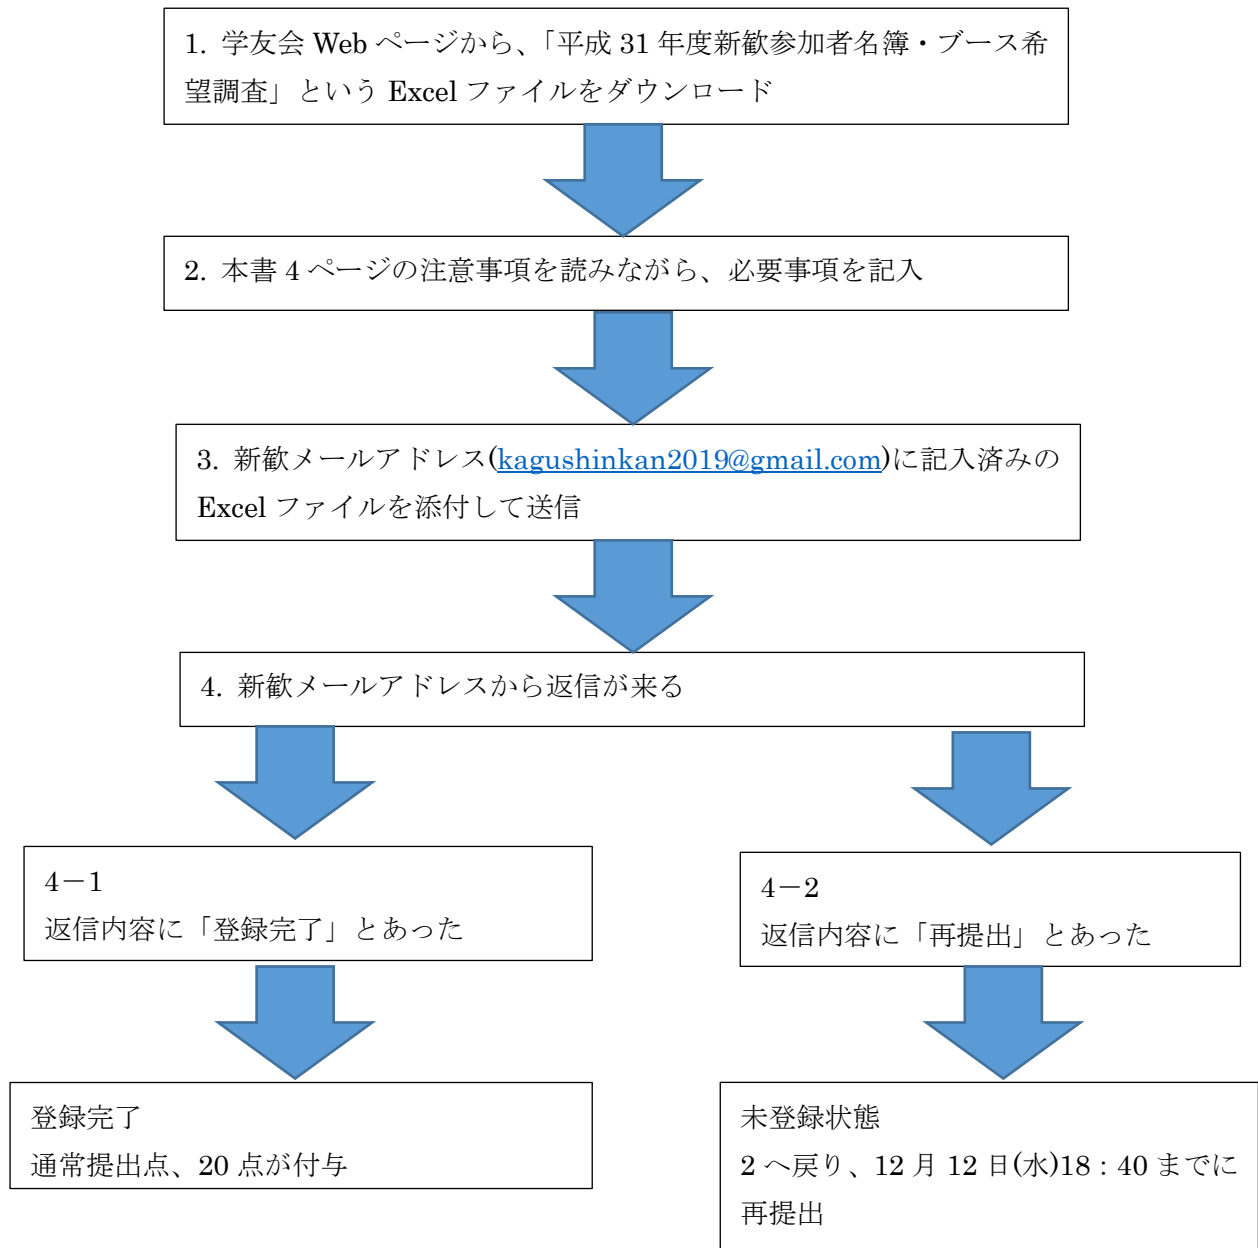 1. 学友会 Web ページから、「平成 31 年度新歓参加者名簿・ブース希
望調査」という Excel ファイルをダウンロード
2. 本書 4 ページの注意事項を読みながら、必要事項を記入
3. 新歓メールアドレス(kagushinkan2019@gmail.com)に記入済みの
Excel ファイルを添付して送信
4. 新歓メールアドレスから返信が来る
4－1
返信内容に「登録完了」とあった
4－2
返信内容に「再提出」とあった
登録完了
通常提出点、20 点が付与
未登録状態
2 へ戻り、12 月 12 日(水)18：40 までに
再提出